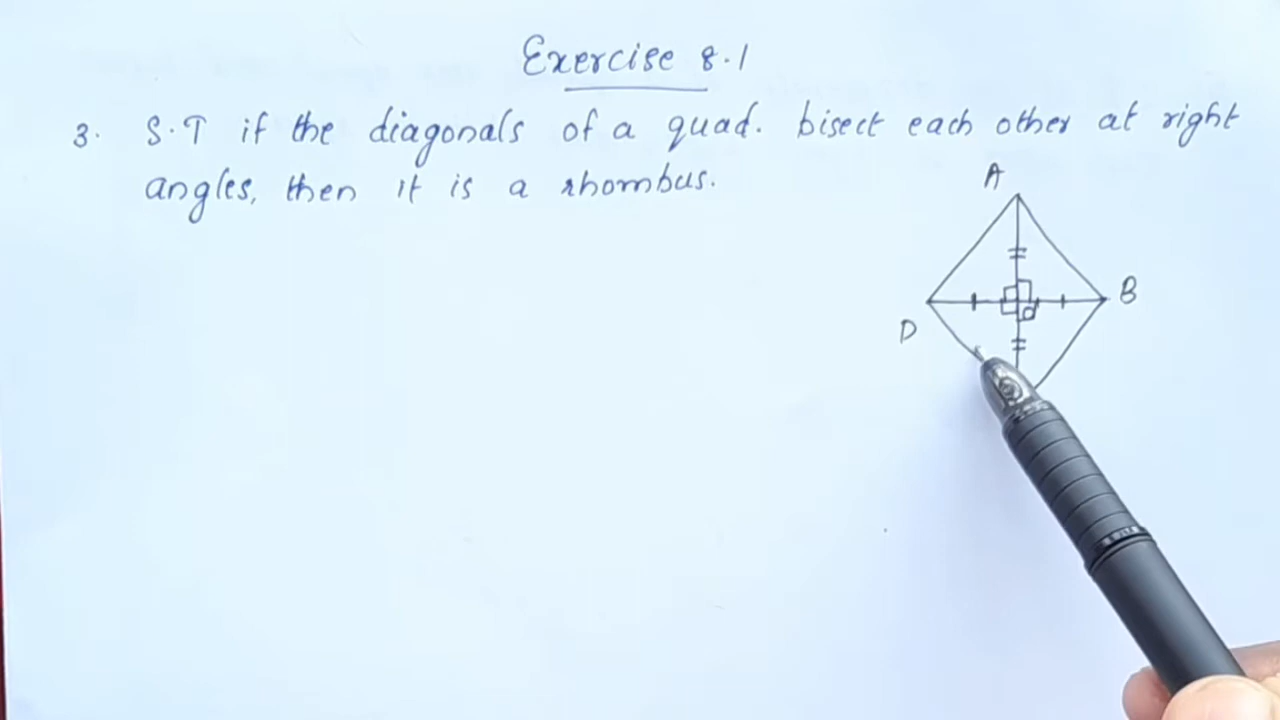 Exercise 8.1
3. S.T if the diagonals of a quad. bisect each other at right
angles, then it is a rhombus.
A
B
D